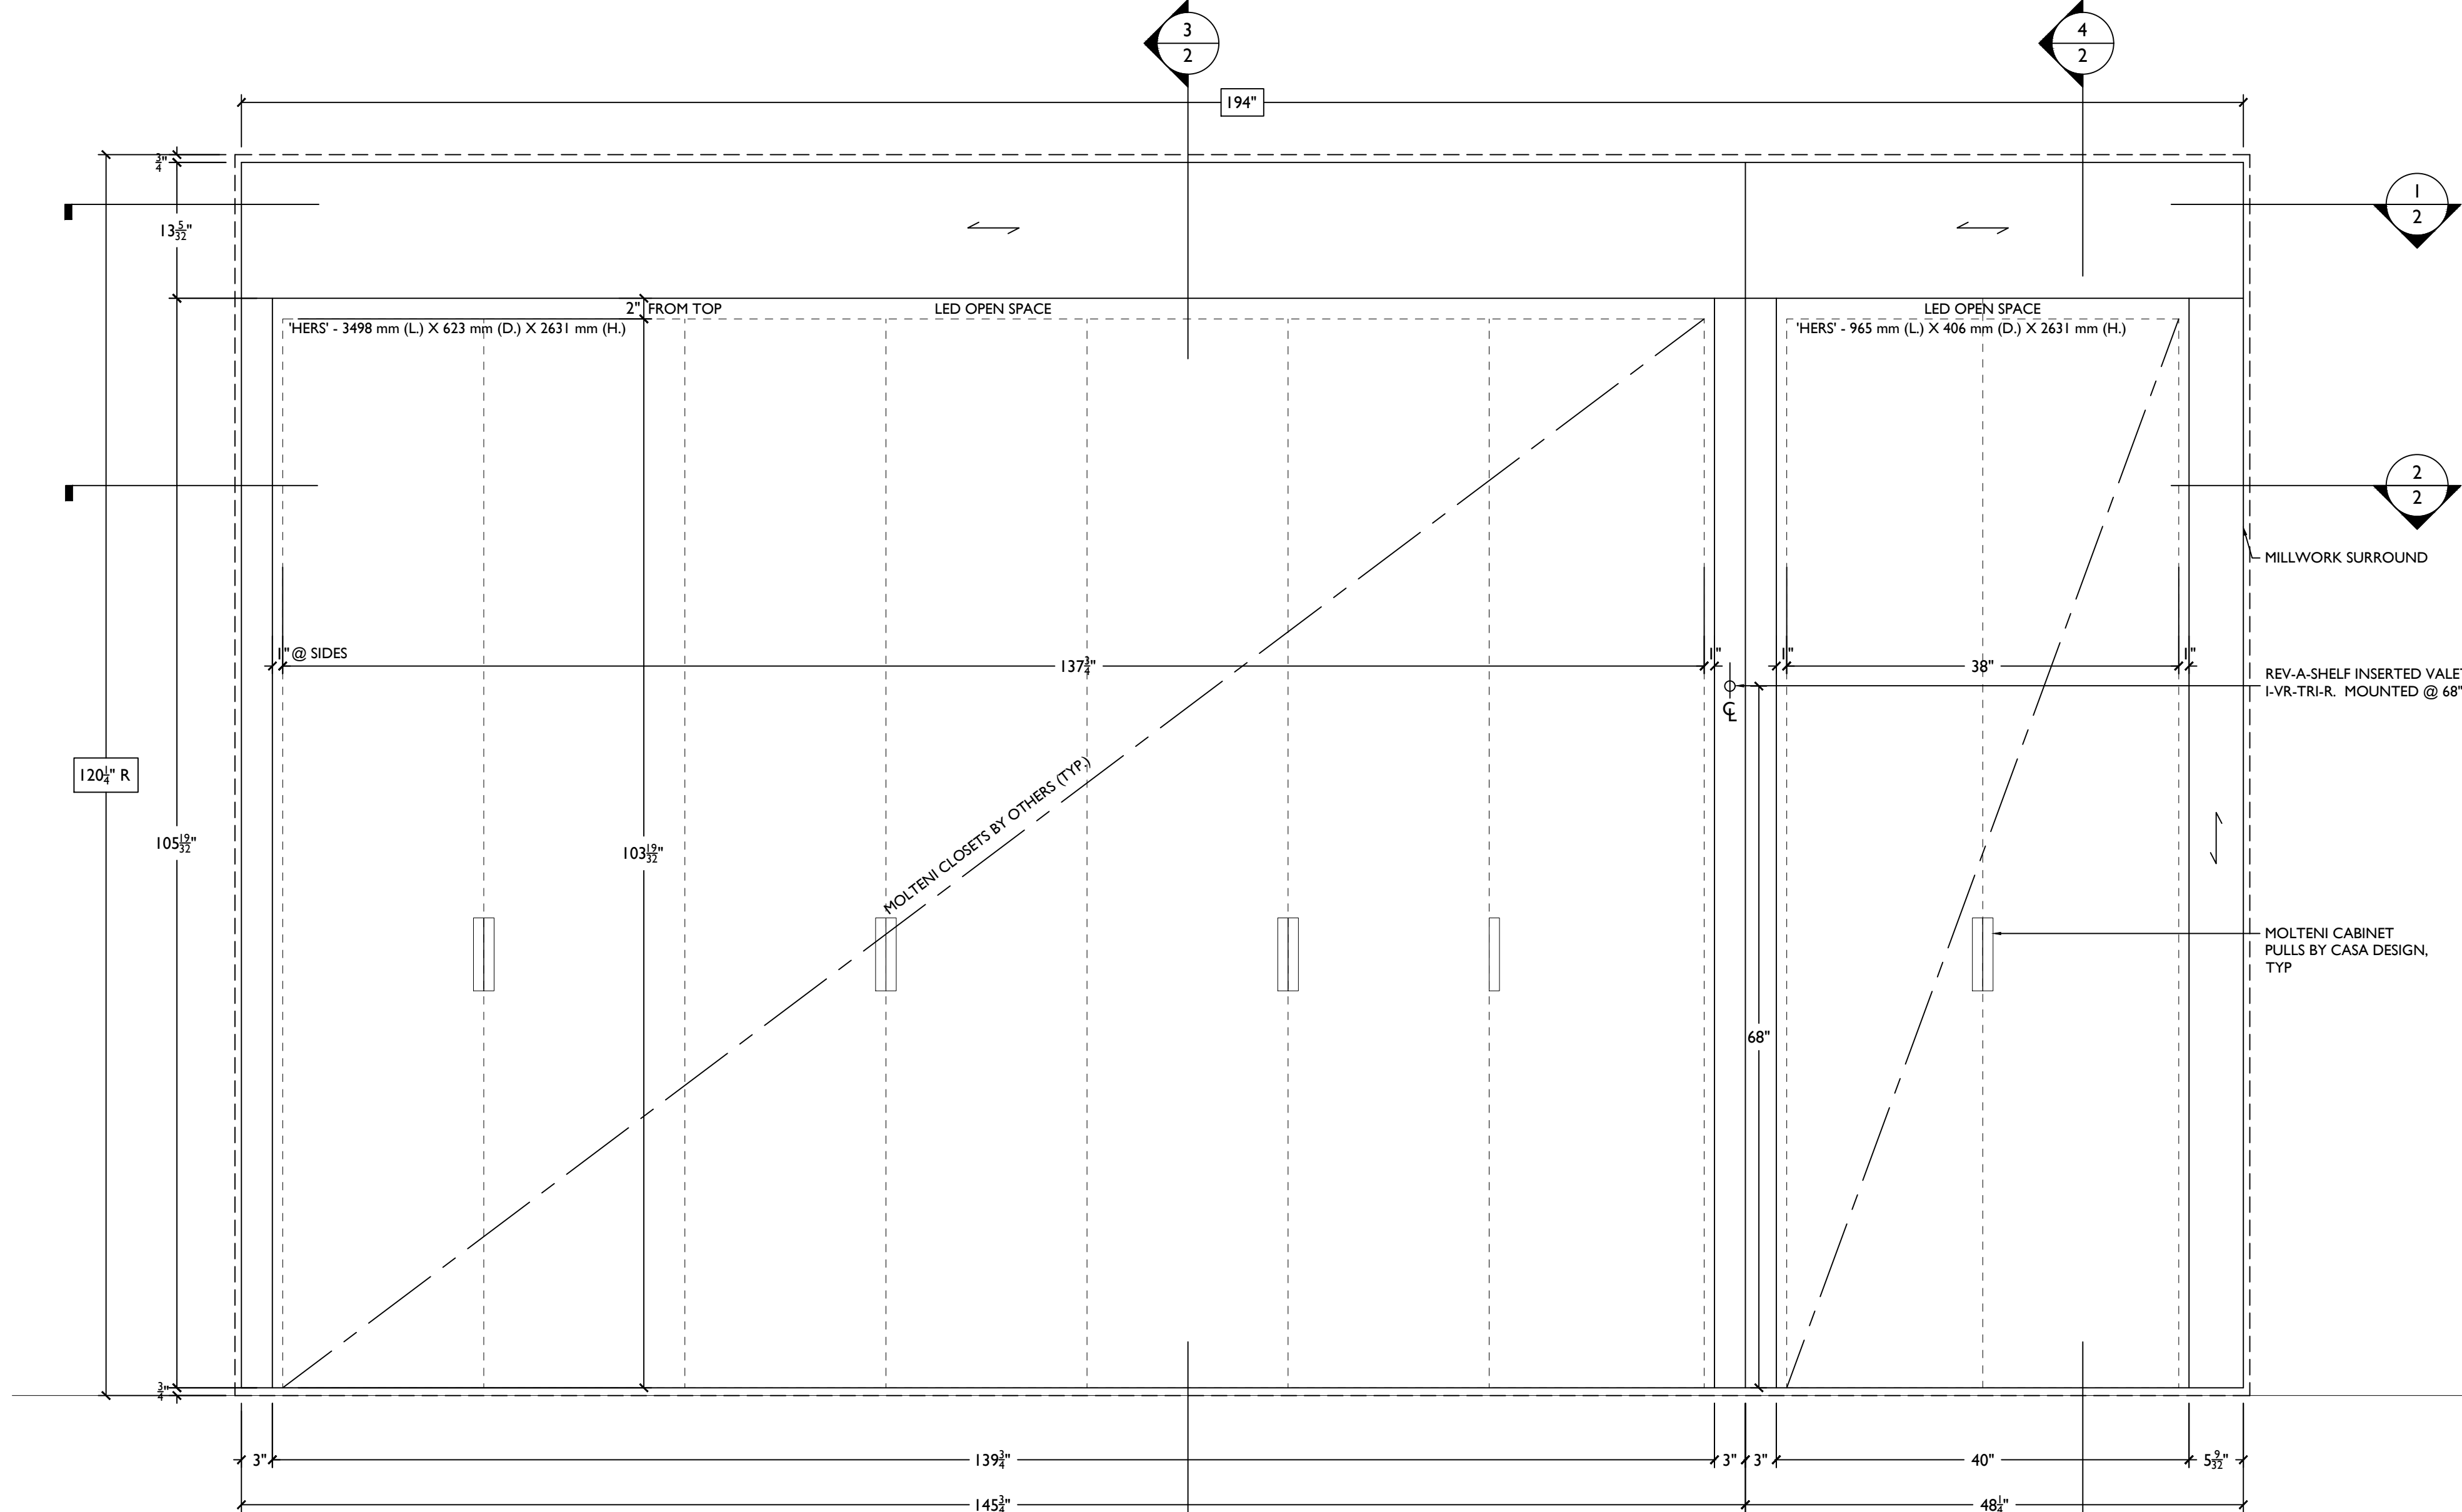 3
2
4
2
194"
3/4"
1
2
13 5/32"
2" FROM TOP
LED OPEN SPACE
LED OPEN SPACE
'HERS' - 3498 mm (L.) X 623 mm (D.) X 2631 mm (H.)
'HERS' - 965 mm (L.) X 406 mm (D.) X 2631 mm (H.)
2
2
MILLWORK SURROUND
1" @ SIDES
137 3/4"
1"
1"
38"
1"
REV-A-SHELF INSERTED VALE
I-VR-TRI-R. MOUNTED @ 68"
CL
120 1/4" R
MOLTENI CLOSETS BY OTHERS (TYP.)
105 19/32"
103 19/32"
MOLTENI CABINET
PULLS BY CASA DESIGN,
TYP
68"
3/4"
3"
139 3/4"
3"
3"
40"
5 9/32"
145 3/4"
48 1/4"